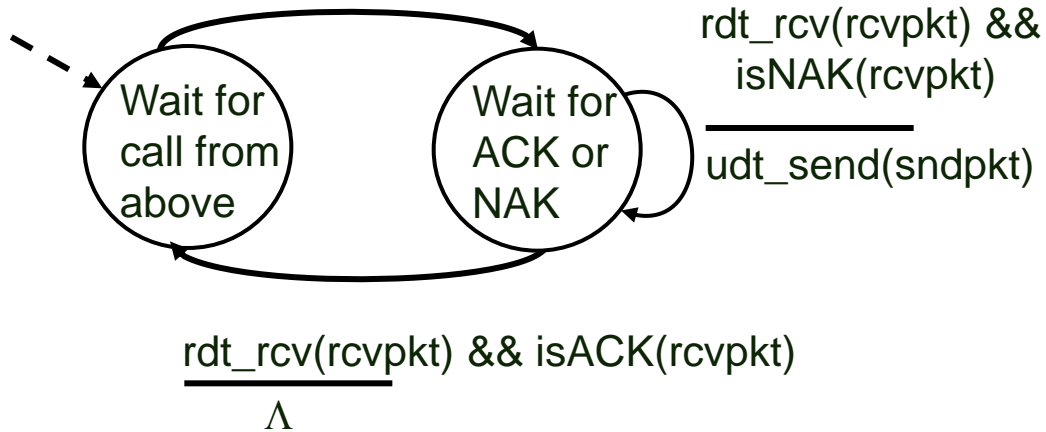 Wait for
call from
above
Wait for
ACK or
NAK
rdt_rcv(rcvpkt) &&
isNAK(rcvpkt)
udt_send(sndpkt)
rdt_rcv(rcvpkt) && isACK(rcvpkt)
Λ